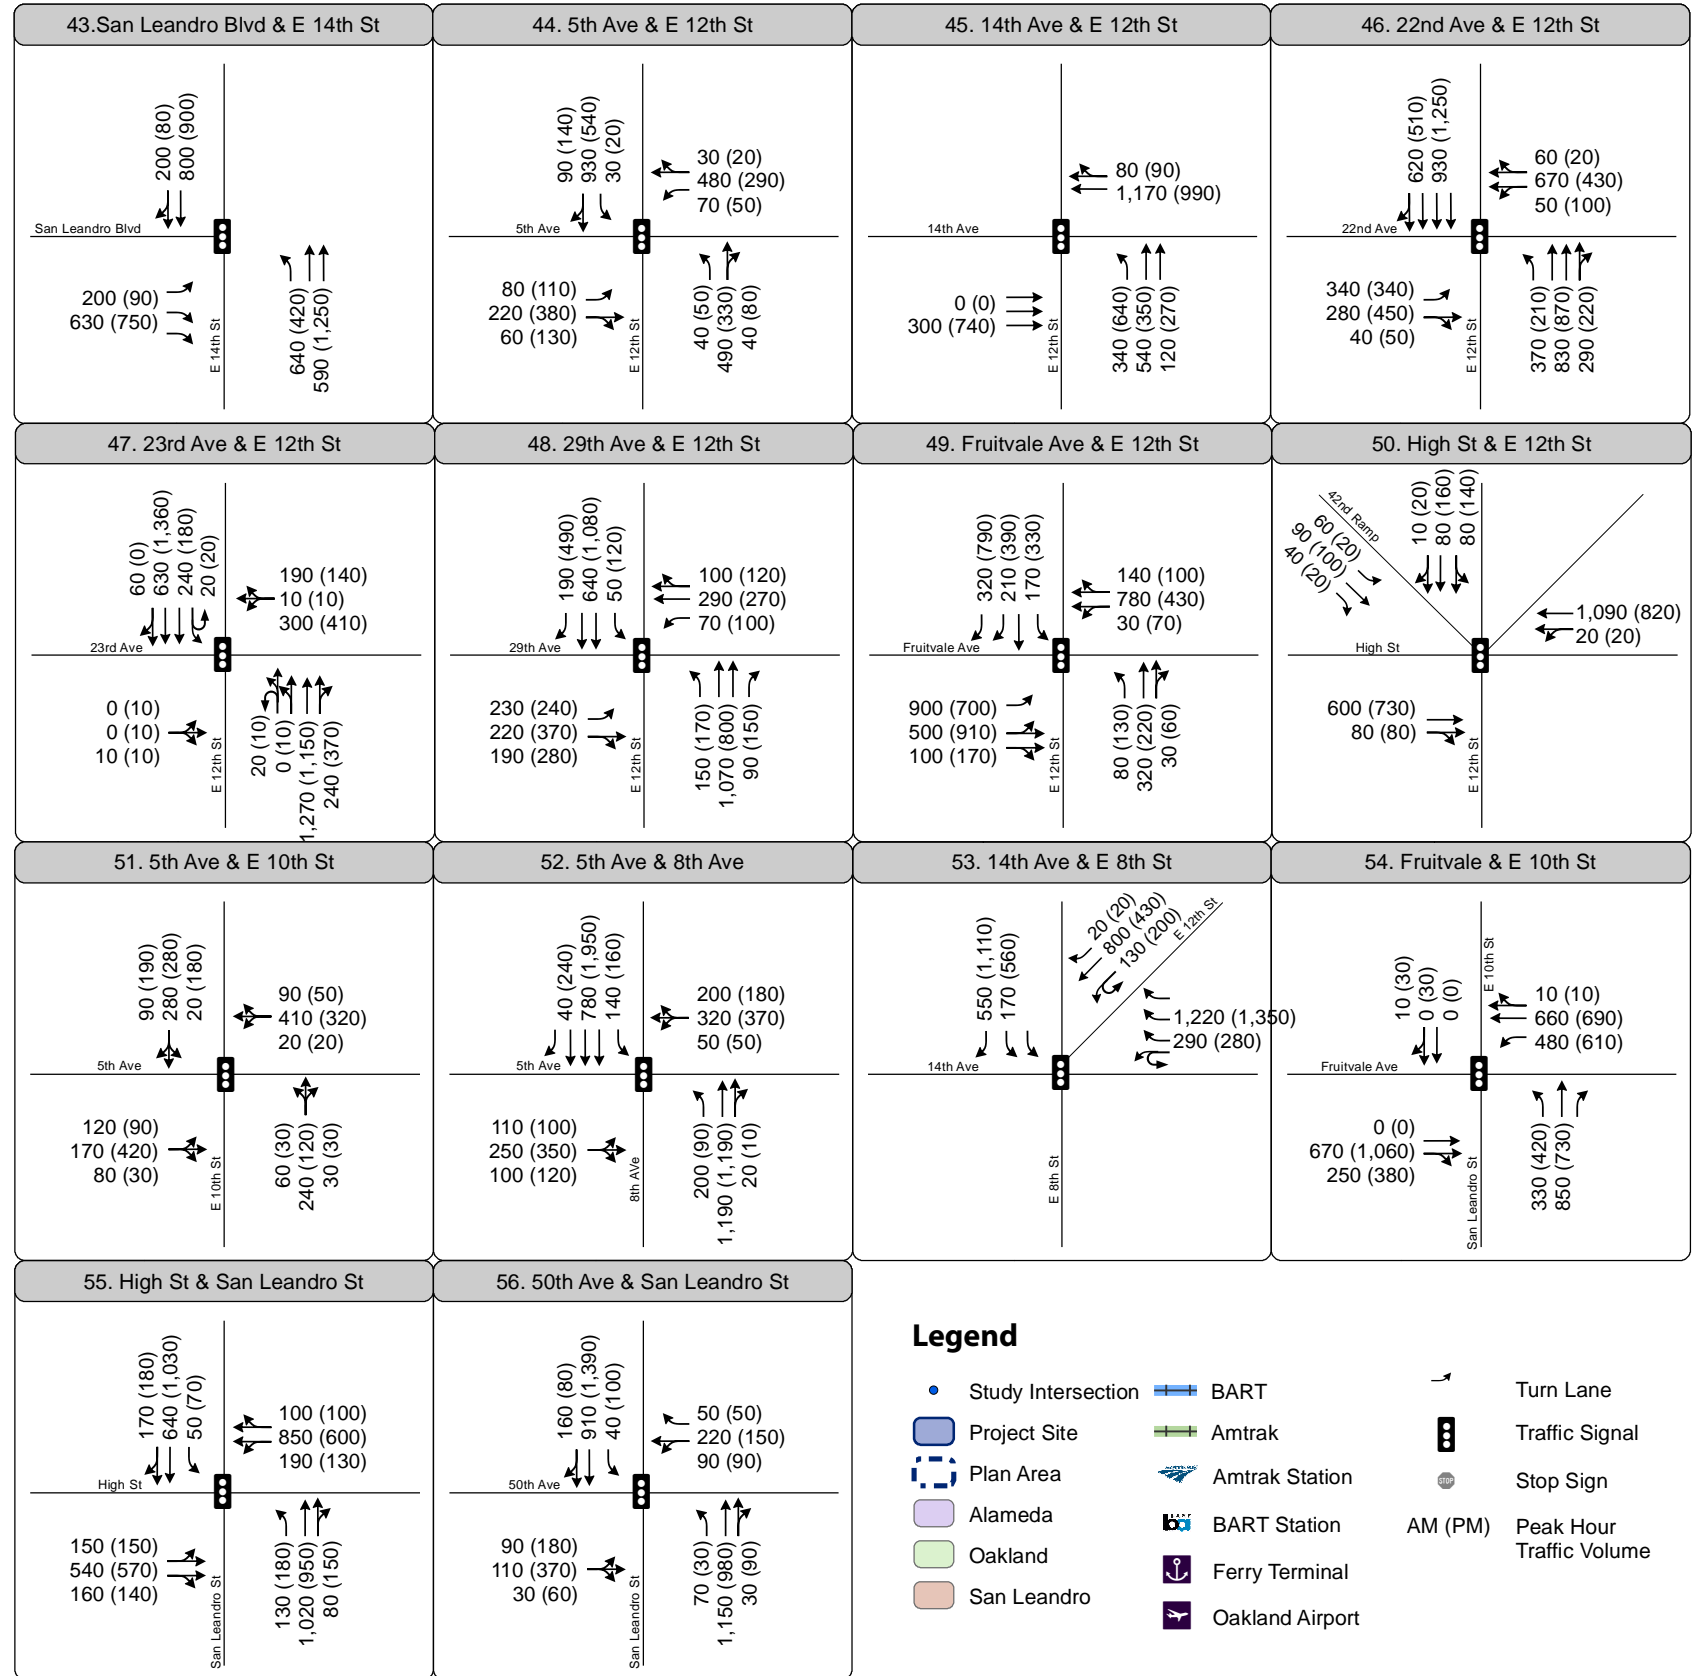 43.San Leandro Blvd & E 14th St
200 (80)
800 (900)
San Leandro Blvd
200 (90)
630 (750)
E 14th St
640 (420)
590 (1,250)
44. 5th Ave & E 12th St
90 (140)
930 (540)
30 (20)
30 (20)
480 (290)
70 (50)
5th Ave
80 (110)
220 (380)
60 (130)
E 12th St
40 (50)
490 (330)
40 (80)
45. 14th Ave & E 12th St
80 (90)
1,170 (990)
14th Ave
0 (0)
300 (740)
E 12th St
340 (640)
540 (350)
120 (270)
46. 22nd Ave & E 12th St
620 (510)
930 (1,250)
60 (20)
670 (430)
50 (100)
22nd Ave
340 (340)
280 (450)
40 (50)
E 12th St
370 (210)
830 (870)
290 (220)
47. 23rd Ave & E 12th St
60 (0)
630 (1,360)
240 (180)
20 (20)
190 (140)
10 (10)
300 (410)
23rd Ave
0 (10)
0 (10)
10 (10)
E 12th St
20 (10)
0 (10)
1,270 (1,150)
240 (370)
48. 29th Ave & E 12th St
190 (490)
640 (1,080)
50 (120)
100 (120)
290 (270)
70 (100)
29th Ave
230 (240)
220 (370)
190 (280)
E 12th St
150 (170)
1,070 (800)
90 (150)
49. Fruitvale Ave & E 12th St
320 (790)
210 (390)
170 (330)
140 (100)
780 (430)
30 (70)
Fruitvale Ave
900 (700)
500 (910)
100 (170)
E 12th St
80 (130)
320 (220)
30 (60)
50. High St & E 12th St
42nd Ramp
60 (20)
90 (100)
40 (20)
10 (20)
80 (160)
80 (140)
1,090 (820)
20 (20)
High St
600 (730)
80 (80)
E 12th St
51. 5th Ave & E 10th St
90 (190)
280 (280)
20 (180)
90 (50)
410 (320)
20 (20)
5th Ave
120 (90)
170 (420)
80 (30)
E 10th St
60 (30)
240 (120)
30 (30)
52. 5th Ave & 8th Ave
40 (240)
780 (1,950)
140 (160)
200 (180)
320 (370)
50 (50)
5th Ave
110 (100)
250 (350)
100 (120)
8th AVe
200 (90)
1,190 (1,190)
20 (10)
53. 14th Ave & E 8th St
550 (1,110)
170 (560)
20 (20)
800 (430)
130 (200)
E 12th St
1,220 (1,350)
290 (280)
14th Ave
E 8th St
54. Fruitvale & E 10th St
10 (30)
0 (30)
0 (0)
E 10th St
10 (10)
660 (690)
480 (610)
Fruitvale Ave
0 (0)
670 (1,060)
250 (380)
San Leandro St
330 (420)
850 (730)
55. High St & San Leandro St
170 (180)
640 (1,030)
50 (70)
100 (100)
850 (600)
190 (130)
High St
150 (150)
540 (570)
160 (140)
San Leandro St
130 (180)
1,020 (950)
80 (150)
56. 50th Ave & San Leandro St
160 (80)
910 (1,390)
40 (100)
50 (50)
220 (150)
90 (90)
50th Ave
90 (180)
110 (370)
30 (60)
San Leandro St
70 (30)
1,150 (980)
30 (90)
Legend
Study Intersection
Project Site
Plan Area
Alameda
Oakland
San Leandro
BART
Amtrak
Amtrak Station
BART Station
Ferry Terminal
Oakland Airport
Turn Lane
Traffic Signal
STOP Stop Sign
AM (PM) Peak Hour
Traffic Volume